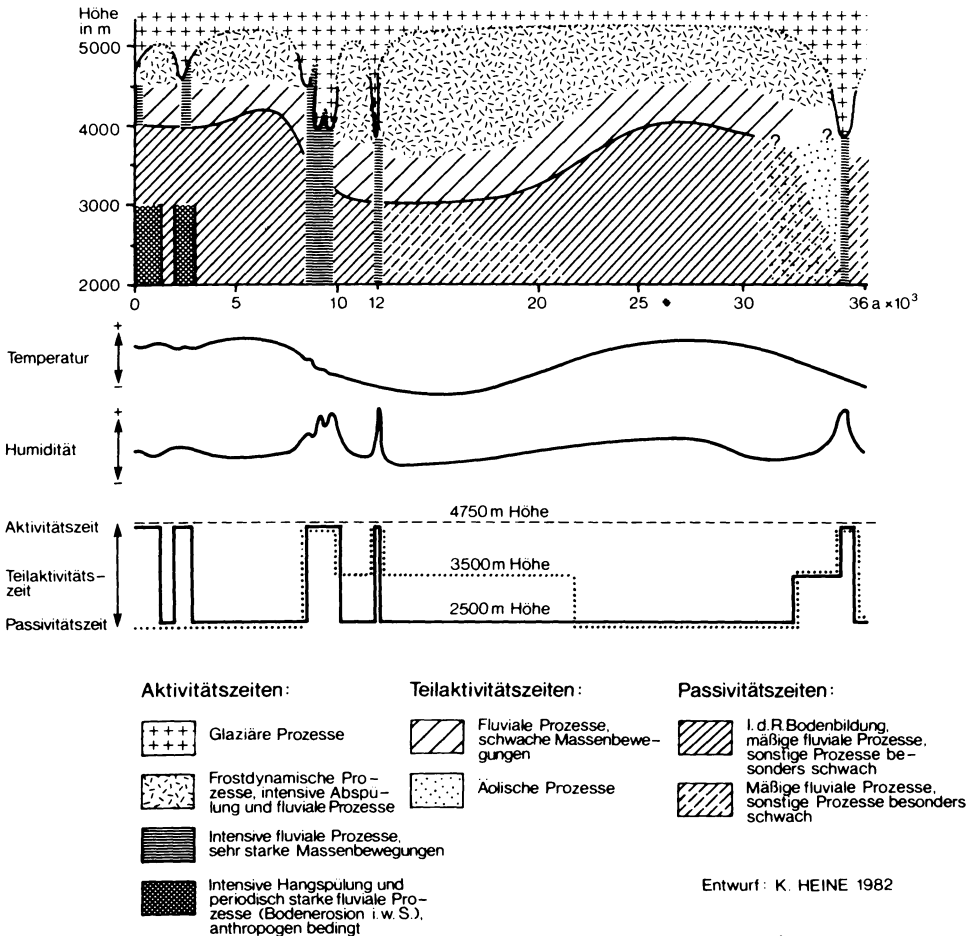 Höhe
in m
5000
4000
3000
2000
? ?
0 5 10 12 20 25 30 36 a × 10³
Temperatur
+
–
Humidität
+
–
Aktivitätszeit
Teilaktivitäts-
zeit
Passivitätszeit
4750 m Höhe
3500 m Höhe
2500 m Höhe
Aktivitätszeiten:
Glaziäre Prozesse
Frostdynamische Pro-
zesse, intensive Abspü-
lung und fluviale Prozesse
Intensive fluviale Prozesse,
sehr starke Massenbewegungen
Intensive Hangspülung und
periodisch starke fluviale Pro-
zesse (Bodenerosion i. w. S.),
anthropogen bedingt
Teilaktivitätszeiten:
Fluviale Prozesse,
schwache Massenbewe-
gungen
Äolische Prozesse
Passivitätszeiten:
I.d.R. Bodenbildung,
mäßige fluviale Prozesse,
sonstige Prozesse be-
sonders schwach
Mäßige fluviale Prozesse,
sonstige Prozesse besonders
schwach
Entwurf: K. HEINE 1982